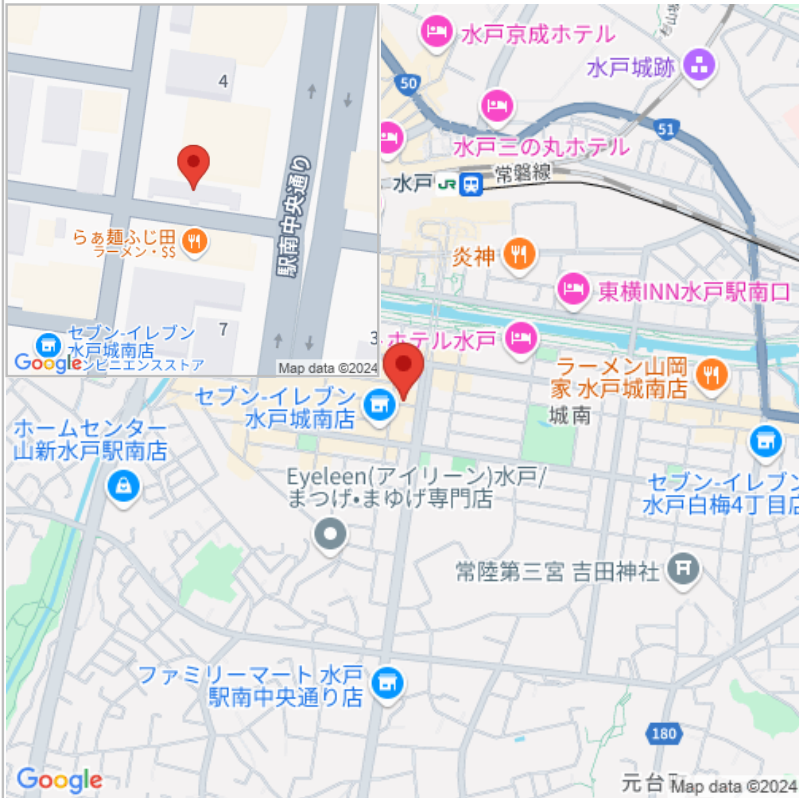 4
らぁ麺ふじ田
ラーメン・$$
駅南中央通り
7
セブン-イレブン
水戸城南店
ンビニエンスストア
Google
Map data ©2024
3
水戸京成ホテル
水戸城跡
50
51
水戸三の丸ホテル
常磐線
水戸
JR
炎神
東横INN水戸駅南口
ホテル水戸
ラーメン山岡
家 水戸城南店
城南
セブン-イレブン
水戸城南店
ホームセンター
山新水戸駅南店
Eyeleen(アイリーン)水戸/
まつげ•まゆげ専門店
セブン-イレブン
水戸白梅4丁目店
常陸第三宮 吉田神社
ファミリーマート 水戸
駅南中央通り店
180
元台町
Google
Map data ©2024